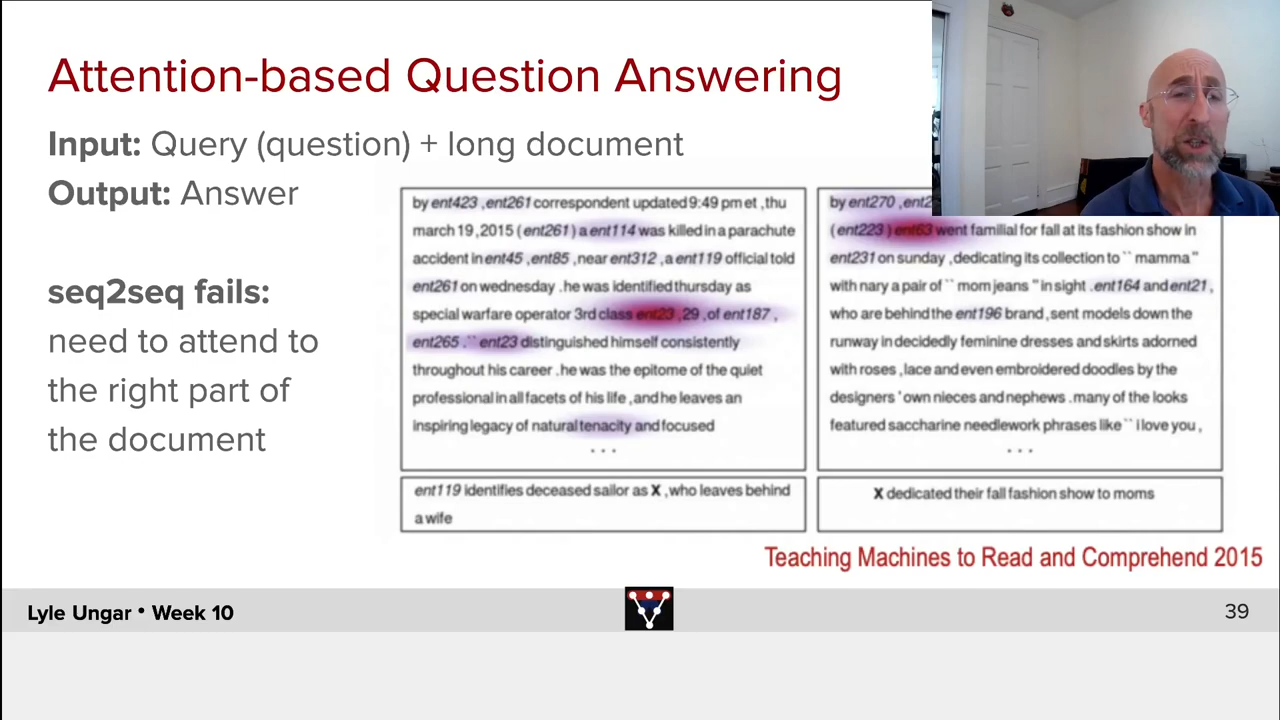 Attention-based Question Answering
Input: Query (question) + long document
Output: Answer
seq2seq fails:
need to attend to
the right part of
the document
by ent423 ,ent261 correspondent updated 9:49 pm et ,thu
march 19 ,2015 ( ent261 ) a ent114 was killed in a parachute
accident in ent45 ,ent85 ,near ent312 ,a ent119 official told
ent261 on wednesday .he was identified thursday as
special warfare operator 3rd class ent23 ,29 ,of ent187 ,
ent265 .`` ent23 distinguished himself consistently
throughout his career .he was the epitome of the quiet
professional in all facets of his life ,and he leaves an
inspiring legacy of natural tenacity and focused
...
ent119 identifies deceased sailor as X ,who leaves behind
a wife
by ent270
( ent223 ) ent63 went familial for fall at its fashion show in
ent231 on sunday ,dedicating its collection to `` mamma"
with nary a pair of `` mom jeans "in sight .ent164 and ent21 ,
who are behind the ent196 brand ,sent models down the
runway in decidedly feminine dresses and skirts adorned
with roses ,lace and even embroidered doodles by the
designers 'own nieces and nephews .many of the looks
featured saccharine needlework phrases like `` i love you ,
...
X dedicated their fall fashion show to moms
Teaching Machines to Read and Comprehend 2015
Lyle Ungar • Week 10
39